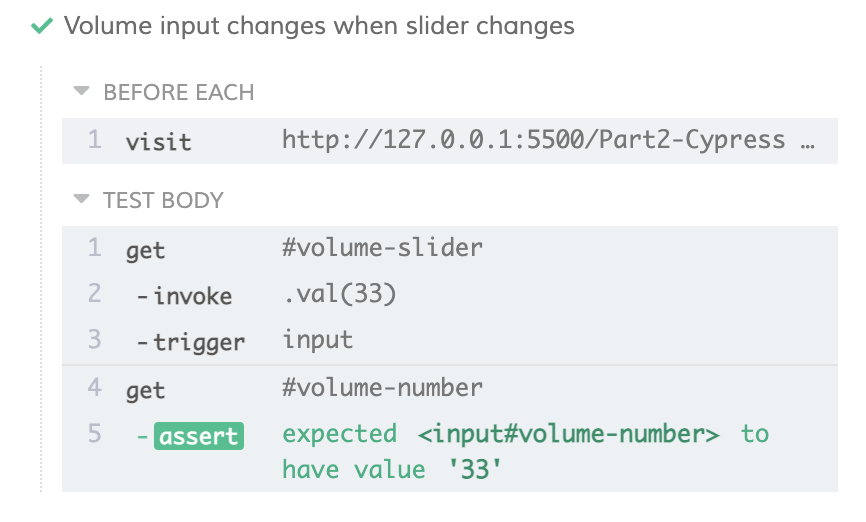 Volume input changes when slider changes
BEFORE EACH
1 visit http://127.0.0.1:5500/Part2-Cypress …
TEST BODY
1 get #volume-slider
2 -invoke .val(33)
3 -trigger input
4 get #volume-number
5 -assert expected <input#volume-number> to
have value '33'